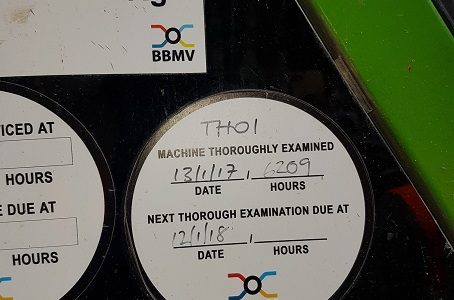 BBMV
TH01
MACHINE THOROUGHLY EXAMINED
13/1/17, 6209
DATE HOURS
NEXT THOROUGH EXAMINATION DUE AT
12/1/18,
DATE HOURS
ICED AT
HOURS
E DUE AT
HOURS